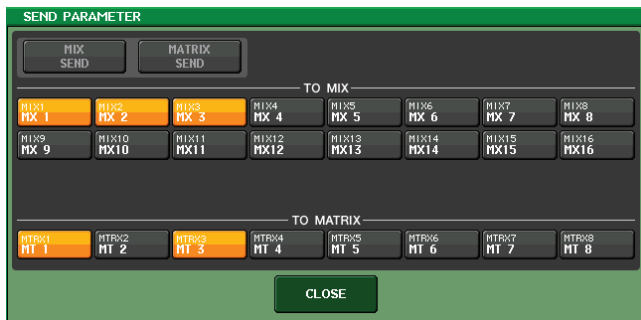 SEND PARAMETER
MIX SEND
MATRIX SEND
TO MIX
MIX1 MIX2 MIX3 MIX4 MIX5 MIX6 MIX7 MIX8
MX 1 MX 2 MX 3 MX 4 MX 5 MX 6 MX 7 MX 8
MIX9 MIX10 MIX11 MIX12 MIX13 MIX14 MIX15 MIX16
MX 9 MX10 MX11 MX12 MX13 MX14 MX15 MX16
TO MATRIX
MTRX1 MTRX2 MTRX3 MTRX4 MTRX5 MTRX6 MTRX7 MTRX8
MT 1 MT 2 MT 3 MT 4 MT 5 MT 6 MT 7 MT 8
CLOSE